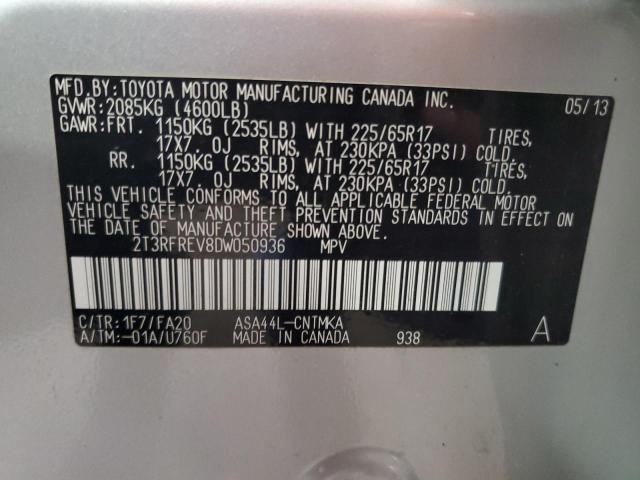 MFD.BY:TOYOTA MOTOR MANUFACTURING CANADA INC.
GVWR:2085KG (4600LB) 05/13
GAWR:FRT. 1150KG (2535LB) WITH 225/65R17 TIRES,
17X7.0J RIMS, AT 230KPA (33PSI) COLD.
RR. 1150KG (2535LB) WITH 225/65R17 TIRES,
17X7.0J RIMS, AT 230KPA (33PSI) COLD.
THIS VEHICLE CONFORMS TO ALL APPLICABLE FEDERAL MOTOR
VEHICLE SAFETY AND THEFT PREVENTION STANDARDS IN EFFECT ON
THE DATE OF MANUFACTURE SHOWN ABOVE.
2T3RFREV8DW050936 MPV
C/TR:1F7/FA20 ASA44L-CNTMKA
A/TM:-01A/U760F MADE IN CANADA 938 A